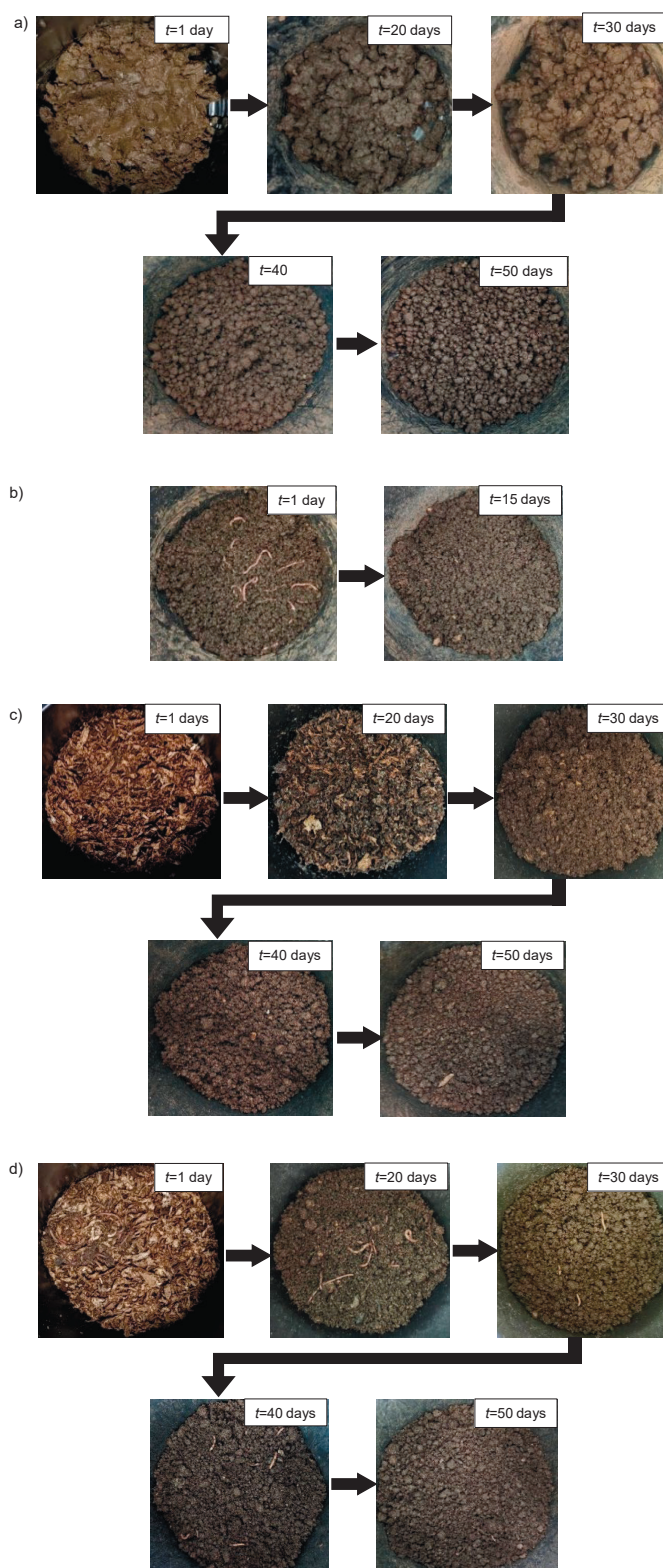 a)
t=1 day
t=20 days
t=30 days
t=40
t=50 days
b)
t=1 day
t=15 days
c)
t=1 days
t=20 days
t=30 days
t=40 days
t=50 days
d)
t=1 day
t=20 days
t=30 days
t=40 days
t=50 days